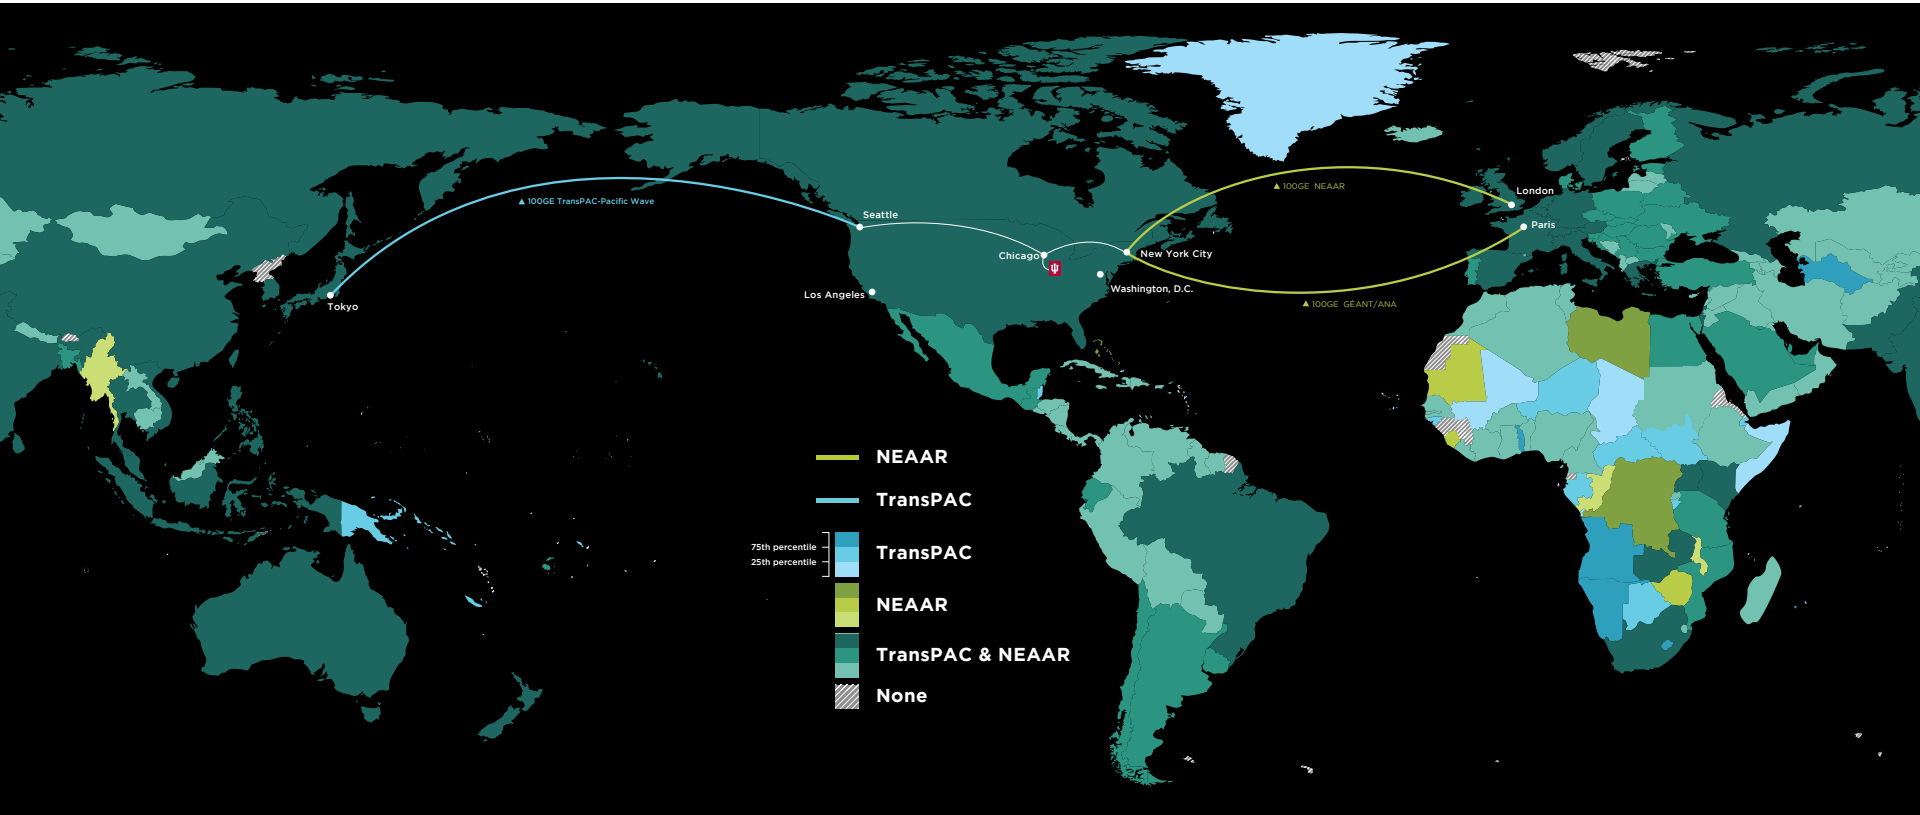 London
▲ 100GE NEAAR
▲ 100GE TransPAC-Pacific Wave
Seattle
Paris
Chicago
New York City
Washington, D.C.
Los Angeles
Tokyo
▲ 100GE GÉANT/ANA
NEAAR
TransPAC
75th percentile
25th percentile
TransPAC
NEAAR
TransPAC & NEAAR
None